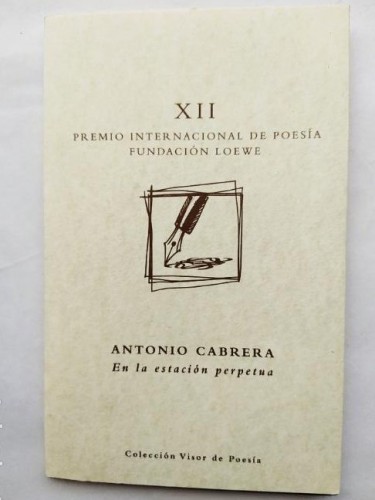 XII
PREMIO INTERNACIONAL DE POESÍA
FUNDACIÓN LOEWE
ANTONIO CABRERA
En la estación perpetua
Colección Visor de Poesía